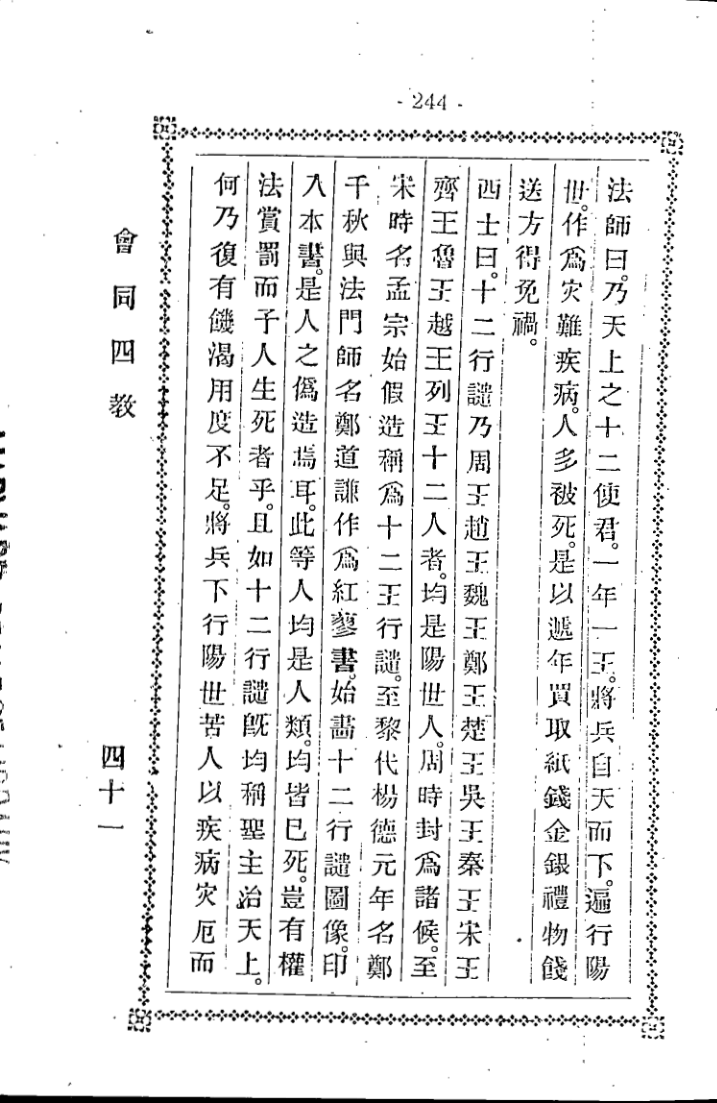 - 244 -
法師曰。乃天上之十二使君。一年一王。將兵自天而下。遍行陽
世。作爲灾難疾病。人多被死。是以遞年買取紙錢金銀禮物餞
送方得免禍。
西士曰。十二行譴乃周王趙王魏王鄭王楚王吳王秦王宋王
齊王魯王越王列王十二人者。均是陽世人。周時封爲諸候。至
宋時名孟宗始假造稱爲十二王行譴。至黎代楊德元年名鄭
千秋與法門師名鄭道謙作爲紅蓼書。始畵十二行譴圖像。印
入本書。是人之僞造焉耳。此等人均是人類。均皆已死。豈有權
法賞罰而子人生死者乎。且如十二行譴旣均稱聖主治天上。
何乃復有饑渴用度不足。將兵下行陽世苦人以疾病灾厄而
會同四教
四十一